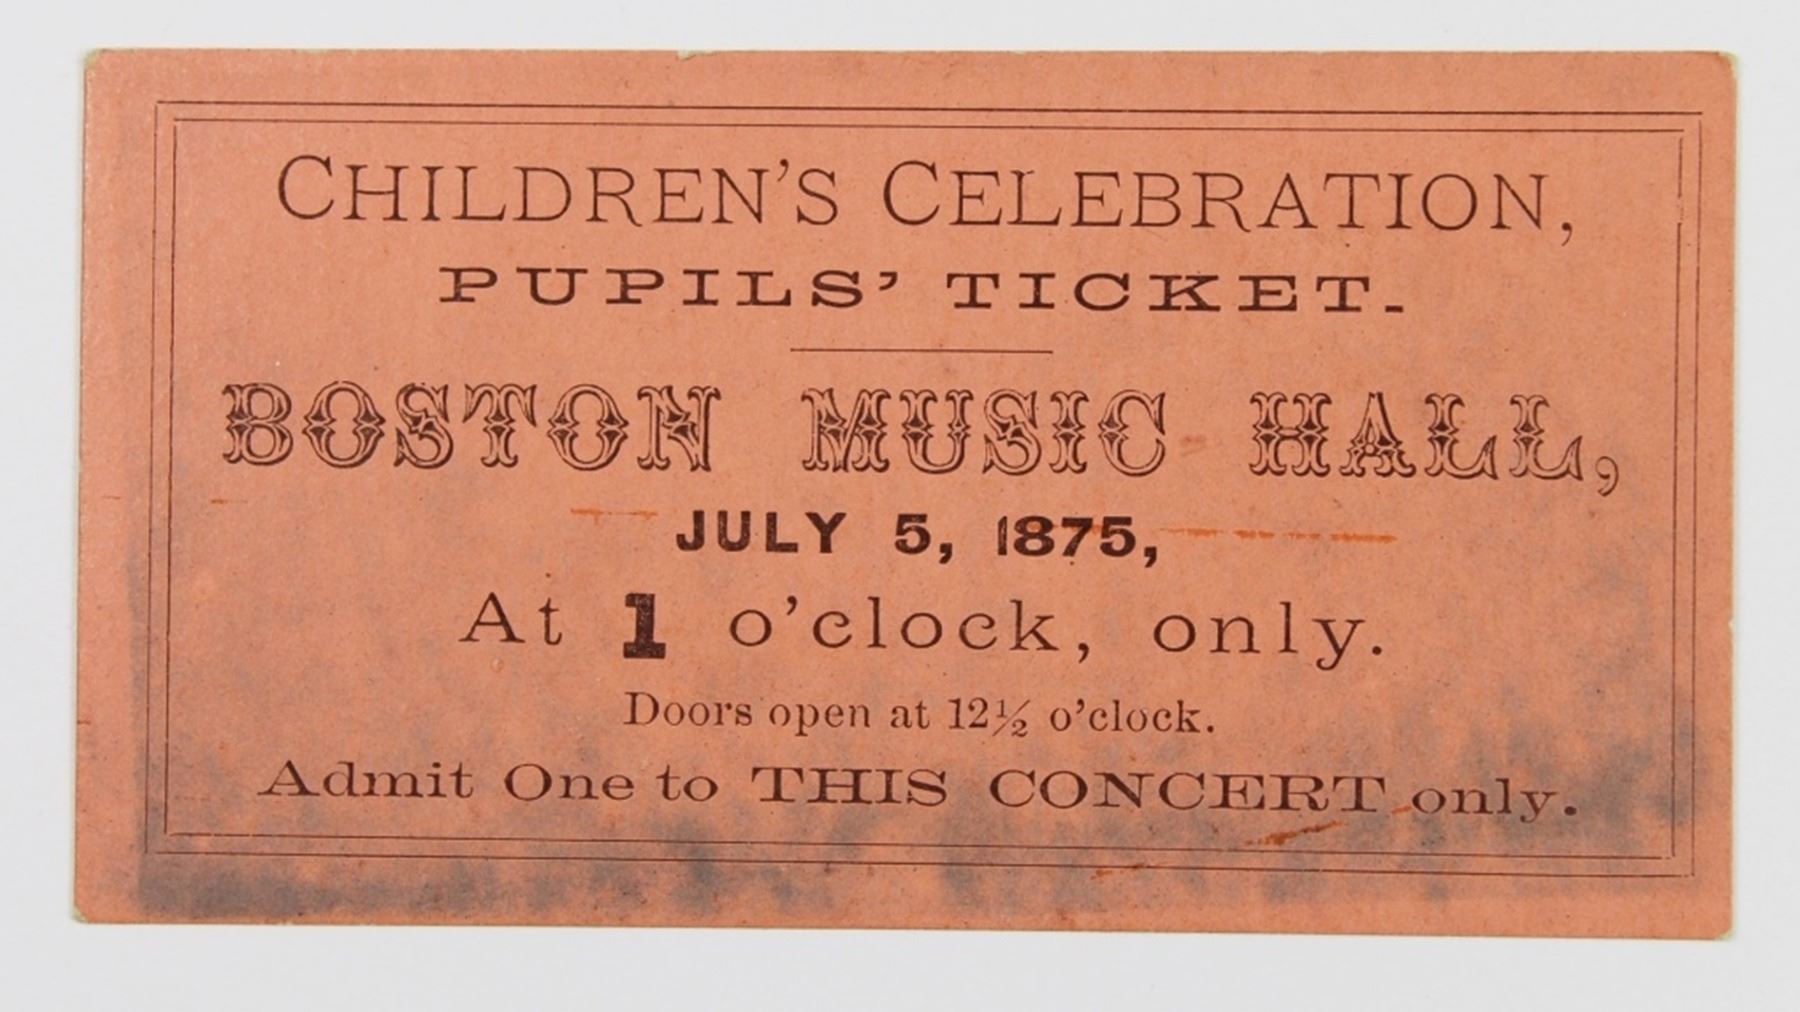 CHILDREN'S CELEBRATION,
PUPILS' TICKET.
BOSTON MUSIC HALL,
JULY 5, 1875,
At 1 o'clock, only.
Doors open at 12½ o'clock.
Admit One to THIS CONCERT only.